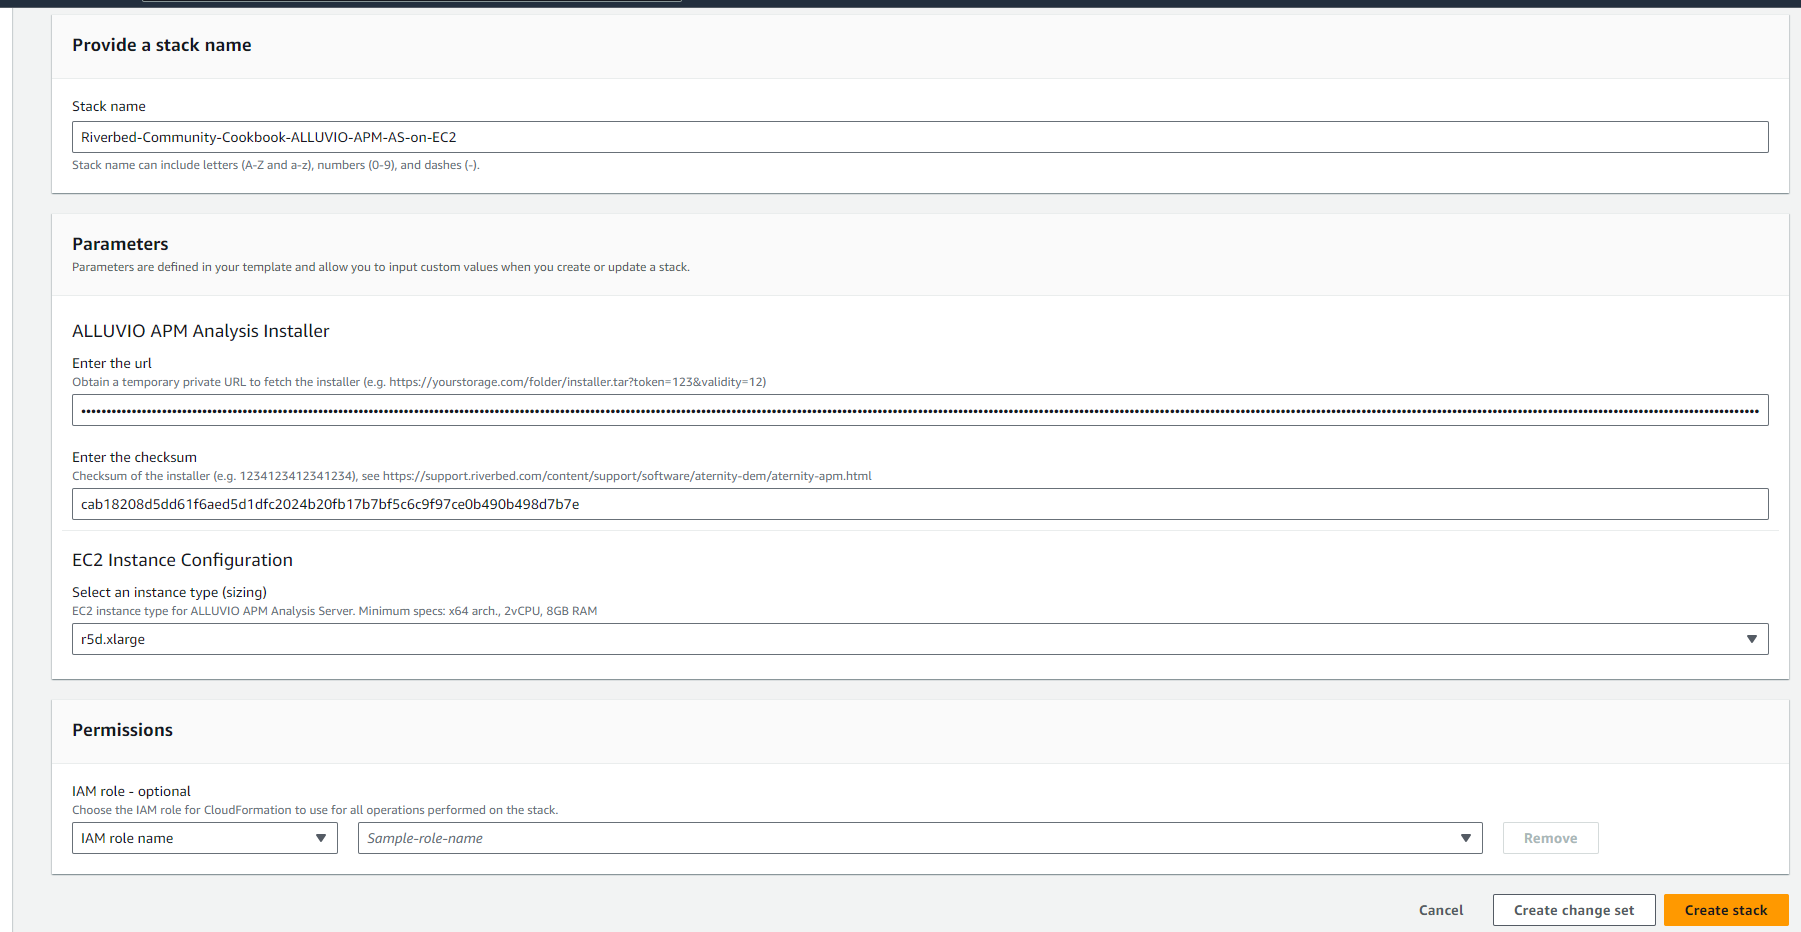 Provide a stack name
Stack name
Riverbed-Community-Cookbook-ALLUVIO-APM-AS-on-EC2
Stack name can include letters (A-Z and a-z), numbers (0-9), and dashes (-).
Parameters
Parameters are defined in your template and allow you to input custom values when you create or update a stack.
ALLUVIO APM Analysis Installer
Enter the url
Obtain a temporary private URL to fetch the installer (e.g. https://yourstorage.com/folder/installer.tar?token=123&validity=12)
Enter the checksum
Checksum of the installer (e.g. 1234123412341234), see https://support.riverbed.com/content/support/software/aternity-dem/aternity-apm.html
cab18208d5dd61f6aed5d1dfc2024b20fb17b7bf5c6c9f97ce0b490b498d7b7e
EC2 Instance Configuration
Select an instance type (sizing)
EC2 instance type for ALLUVIO APM Analysis Server. Minimum specs: x64 arch., 2vCPU, 8GB RAM
r5d.xlarge
Permissions
IAM role - optional
Choose the IAM role for CloudFormation to use for all operations performed on the stack.
IAM role name Sample-role-name Remove
Cancel Create change set Create stack